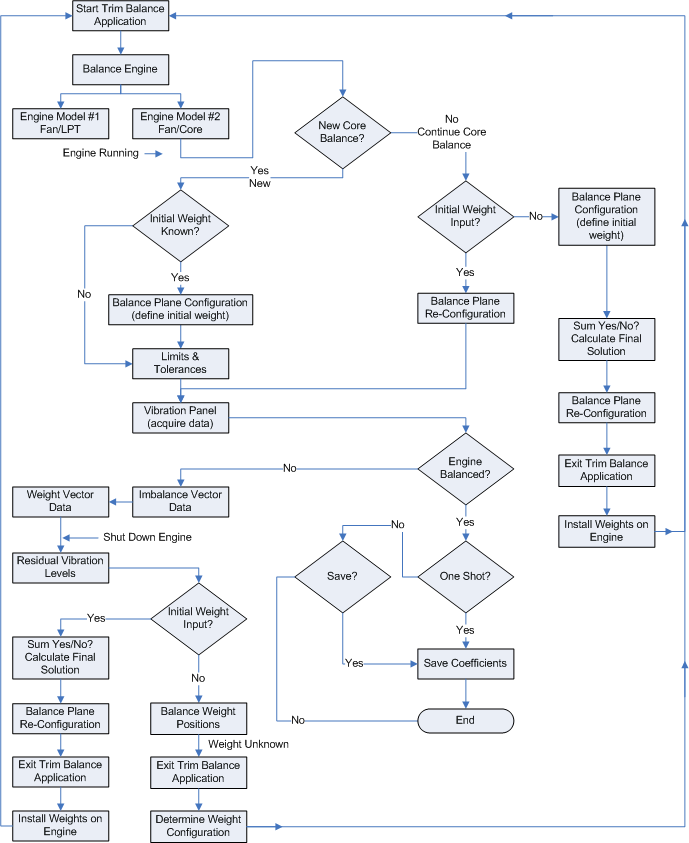 Start Trim Balance
Application
Balance Engine
Engine Model #1
Fan/LPT
Engine Model #2
Fan/Core
Engine Running
New Core
Balance?
No
Continue Core
Balance
Yes
New
Initial Weight
Known?
Initial Weight
Input?
No
Balance Plane
Configuration
(define initial
weight)
Yes
Yes
No
Balance Plane Configuration
(define initial weight)
Balance Plane
Re-Configuration
Sum Yes/No?
Calculate Final
Solution
Limits &
Tolerances
Balance Plane
Re-Configuration
Vibration Panel
(acquire data)
Engine
Balanced?
No
Exit Trim Balance
Application
Weight Vector
Data
Imbalance Vector
Data
Yes
Install Weights on
Engine
Shut Down Engine
No
Residual Vibration
Levels
Save?
One Shot?
Initial Weight
Input?
Yes
Yes
Sum Yes/No?
Calculate Final
Solution
Yes
Save Coefficients
No
Balance Plane
Re-Configuration
Balance Weight
Positions
No
End
Weight Unknown
Exit Trim Balance
Application
Exit Trim Balance
Application
Install Weights on
Engine
Determine Weight
Configuration